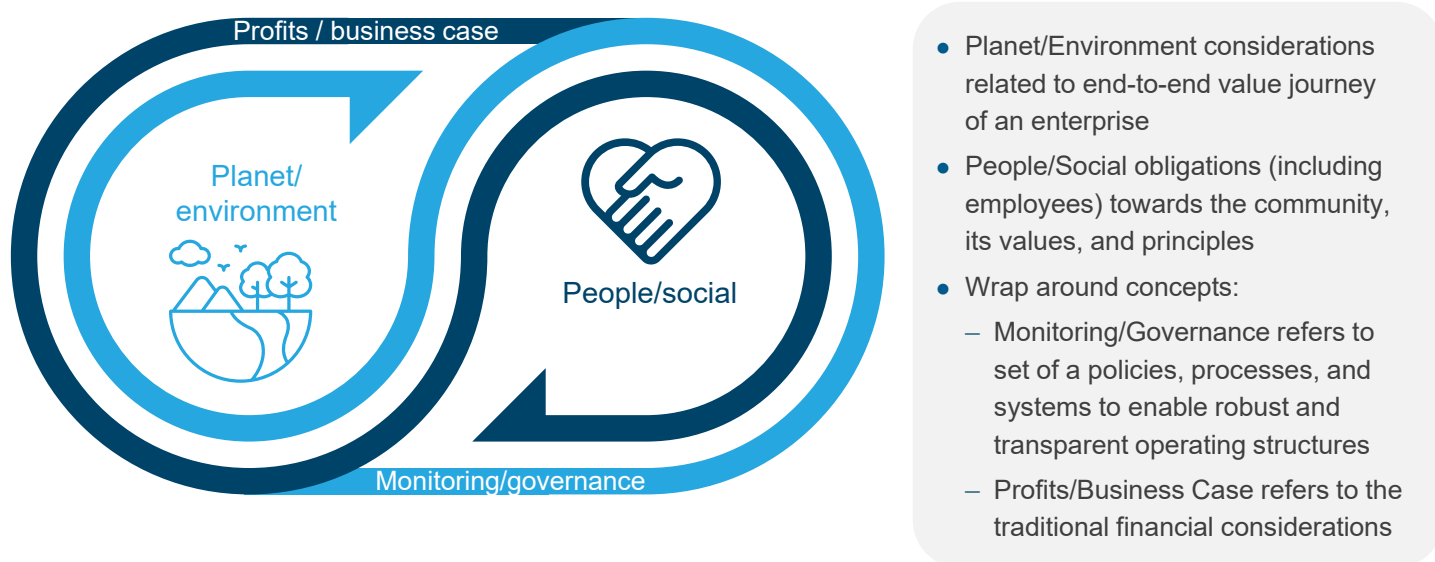 Profits / business case
Planet/
environment
People/social
Monitoring/governance
● Planet/Environment considerations
related to end-to-end value journey
of an enterprise
● People/Social obligations (including
employees) towards the community,
its values, and principles
● Wrap around concepts:
– Monitoring/Governance refers to
set of a policies, processes, and
systems to enable robust and
transparent operating structures
– Profits/Business Case refers to the
traditional financial considerations